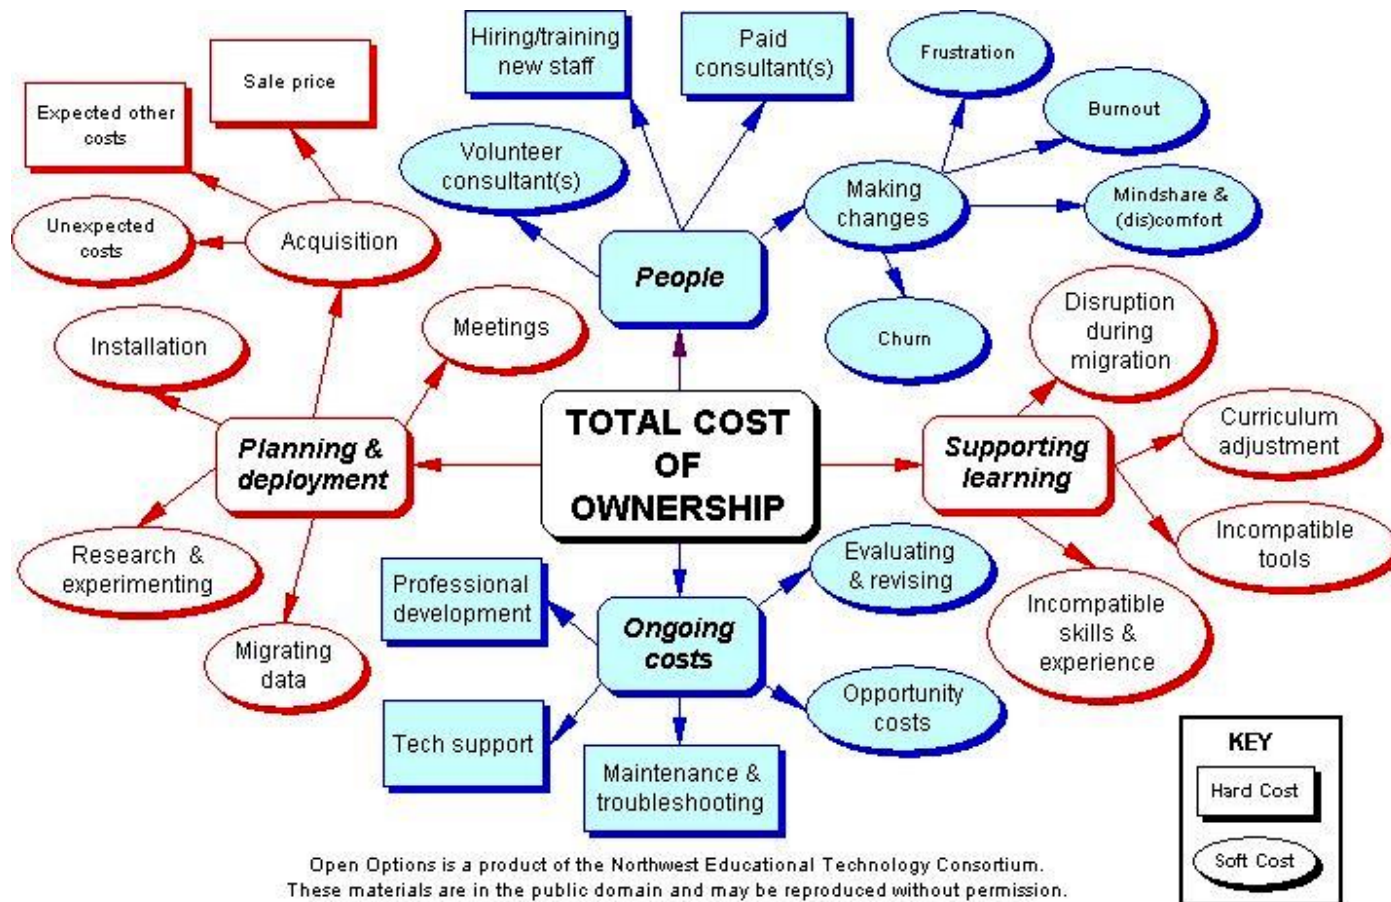 Hiring/training
new staff
Paid
consultant(s)
Frustration
Sale price
Expected other
costs
Burnout
Volunteer
consultant(s)
Making
changes
Mindshare &
(dis)comfort
Unexpected
costs
Acquisition
People
Disruption
during
migration
Meetings
Installation
Churn
TOTAL COST
OF
OWNERSHIP
Planning &
deployment
Supporting
learning
Curriculum
adjustment
Research &
experimenting
Incompatible
tools
Evaluating
& revising
Professional
development
Ongoing
costs
Incompatible
skills &
experience
Migrating
data
Opportunity
costs
Tech support
Maintenance &
troubleshooting
KEY
Hard Cost
Soft Cost
Open Options is a product of the Northwest Educational Technology Consortium.
These materials are in the public domain and may be reproduced without permission.